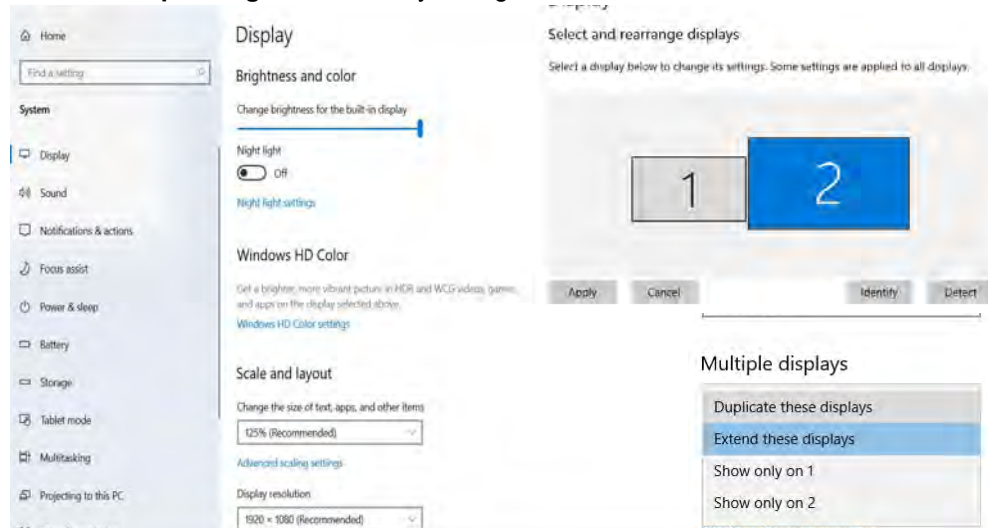 Home
Find a setting
System
Display
Sound
Notifications & actions
Focus assist
Power & sleep
Battery
Storage
Tablet mode
Multitasking
Projecting to this PC
Display
Brightness and color
Change brightness for the built-in display
Night light
Off
Night light settings
Windows HD Color
Get a brighter, more vibrant picture in HDR and WCG videos, games,
and apps on the display selected above.
Windows HD Color settings
Scale and layout
Change the size of text, apps, and other items
125% (Recommended)
Advanced scaling settings
Display resolution
1920 × 1080 (Recommended)
Select and rearrange displays
Select a display below to change its settings. Some settings are applied to all displays.
1
2
Apply Cancel Identify Detect
Multiple displays
Duplicate these displays
Extend these displays
Show only on 1
Show only on 2